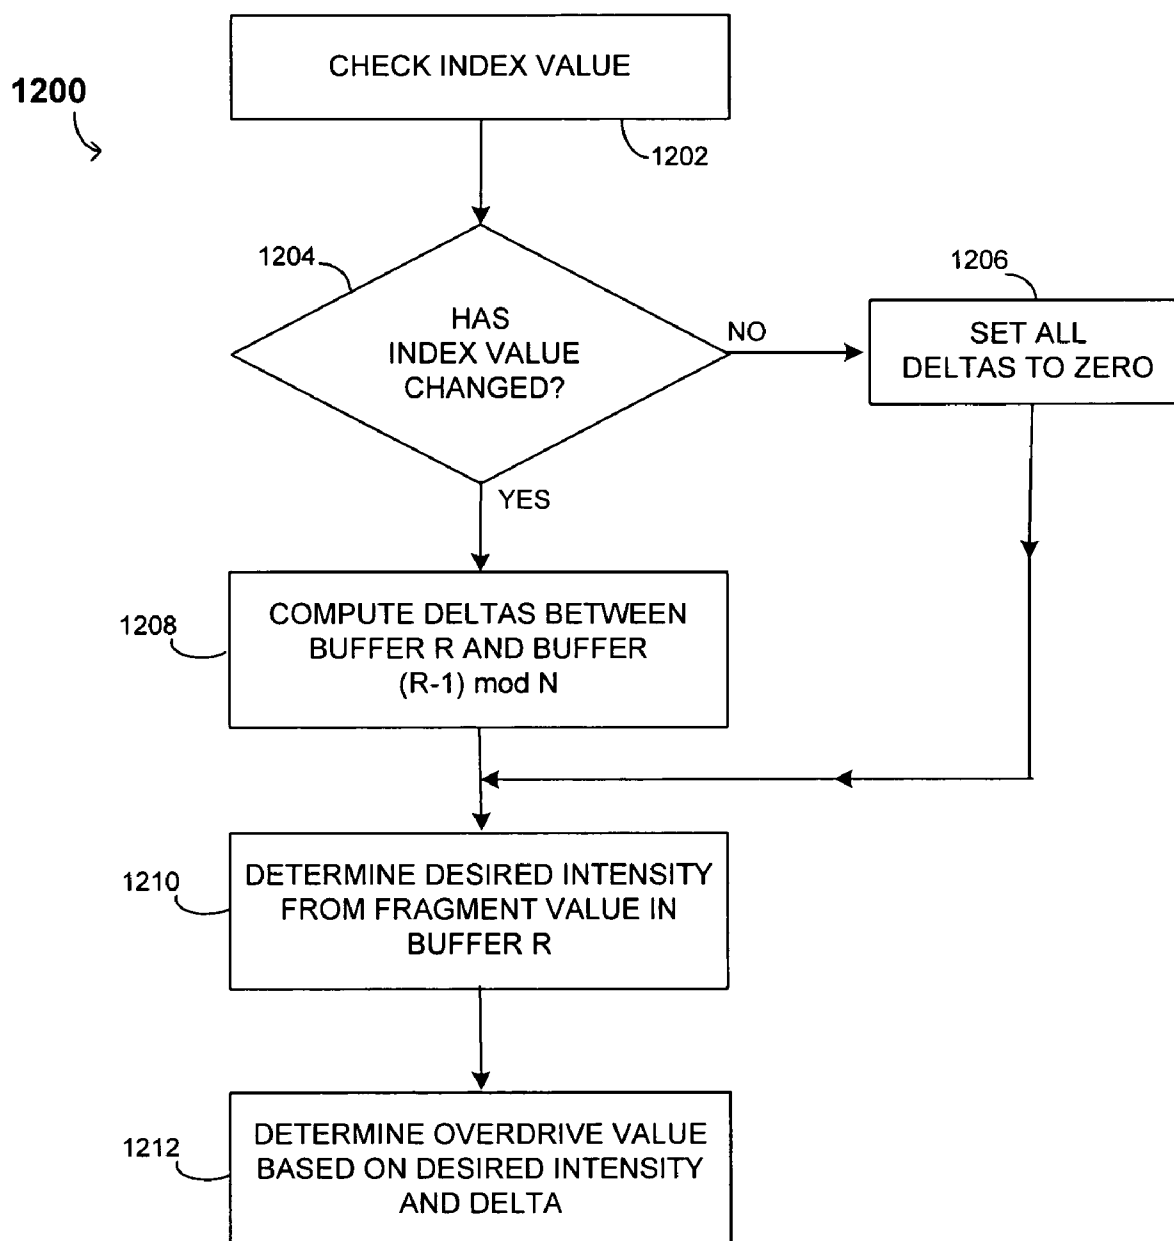 CHECK INDEX VALUE
1200
1202
1204
HAS
INDEX VALUE
CHANGED?
NO
1206
SET ALL
DELTAS TO ZERO
YES
1208
COMPUTE DELTAS BETWEEN
BUFFER R AND BUFFER
(R-1) mod N
1210
DETERMINE DESIRED INTENSITY
FROM FRAGMENT VALUE IN
BUFFER R
1212
DETERMINE OVERDRIVE VALUE
BASED ON DESIRED INTENSITY
AND DELTA